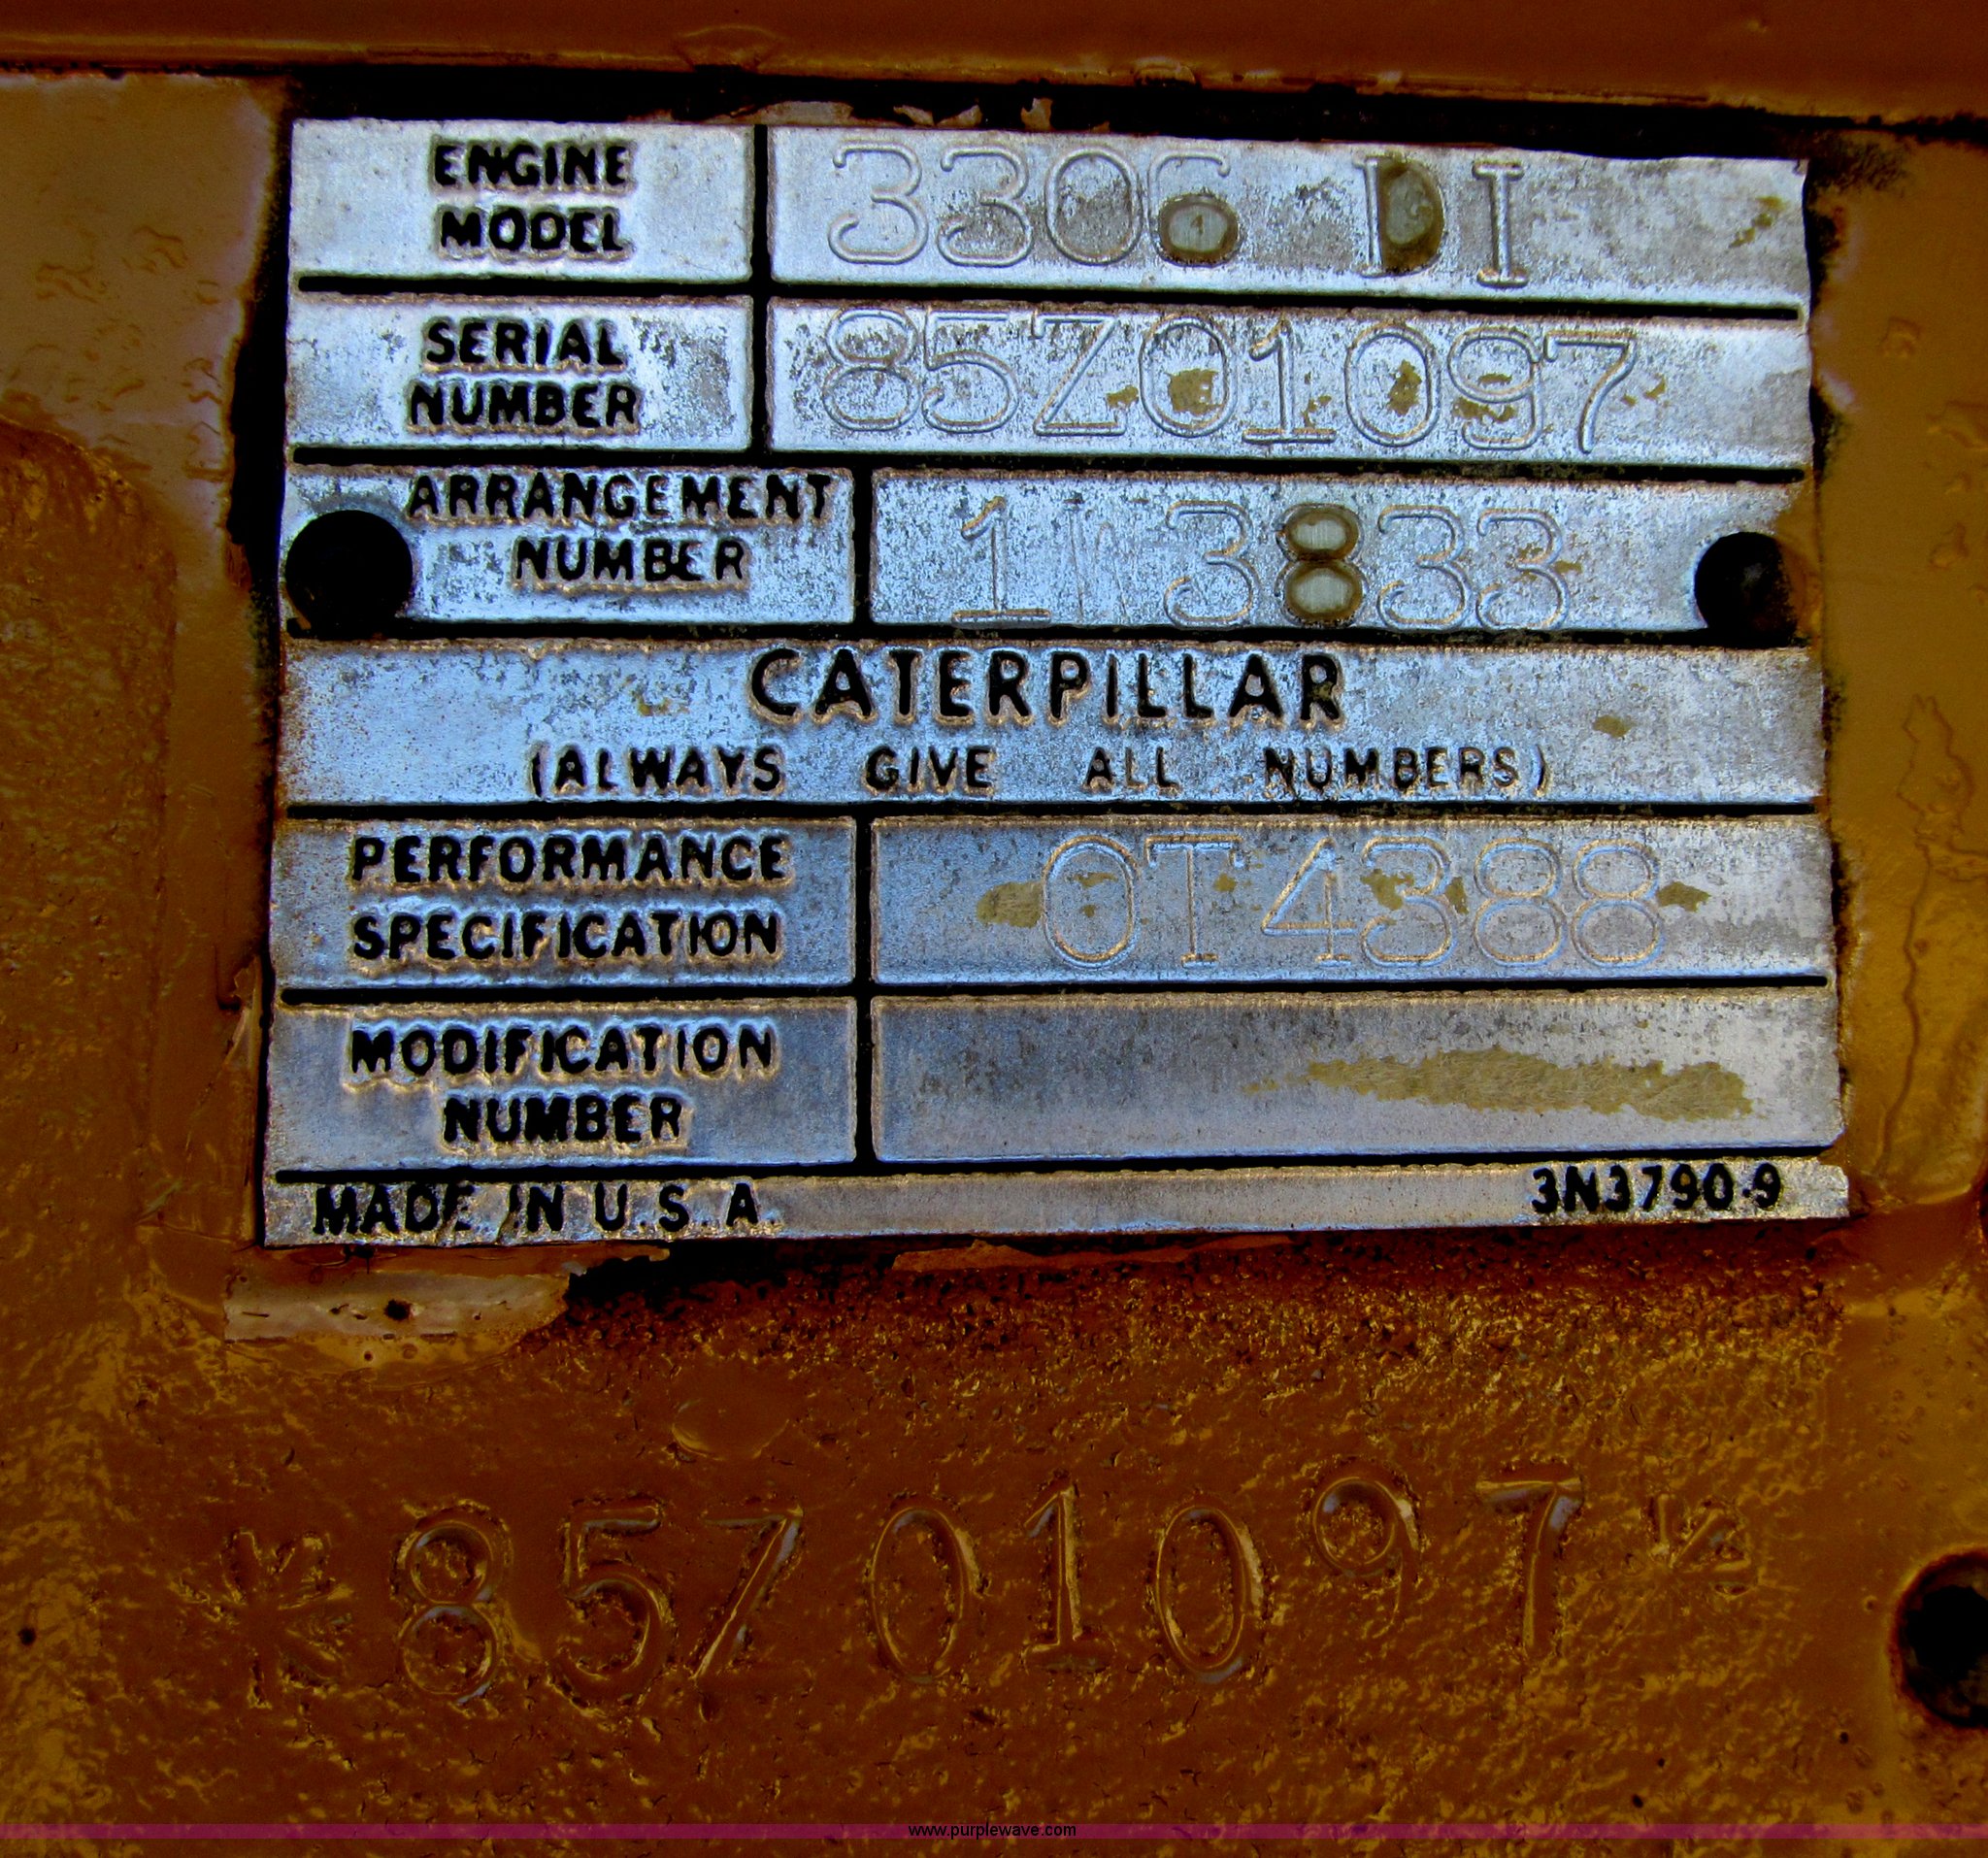 ENGINE
MODEL
3306 DI
SERIAL
NUMBER
85Z01097
ARRANGEMENT
NUMBER
1W3833
CATERPILLAR
(ALWAYS GIVE ALL NUMBERS)
PERFORMANCE
SPECIFICATION
0T4388
MODIFICATION
NUMBER
MADE IN U.S.A.
3N3790-9
*85Z01097*
www.purplewave.com